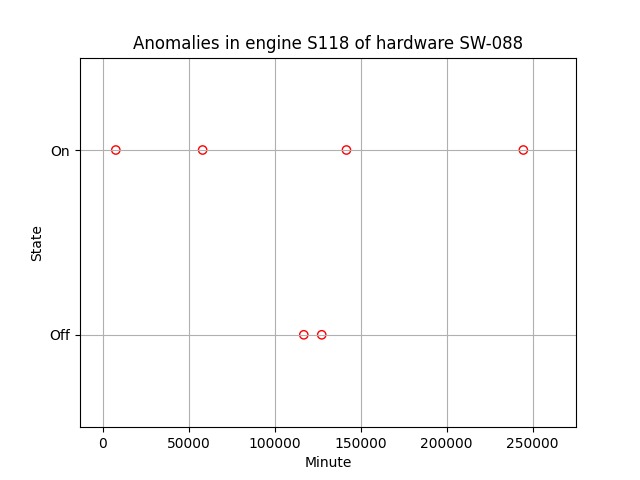 Anomalies in engine S118 of hardware SW-088
On
State
Off
0 50000 100000 150000 200000 250000
Minute